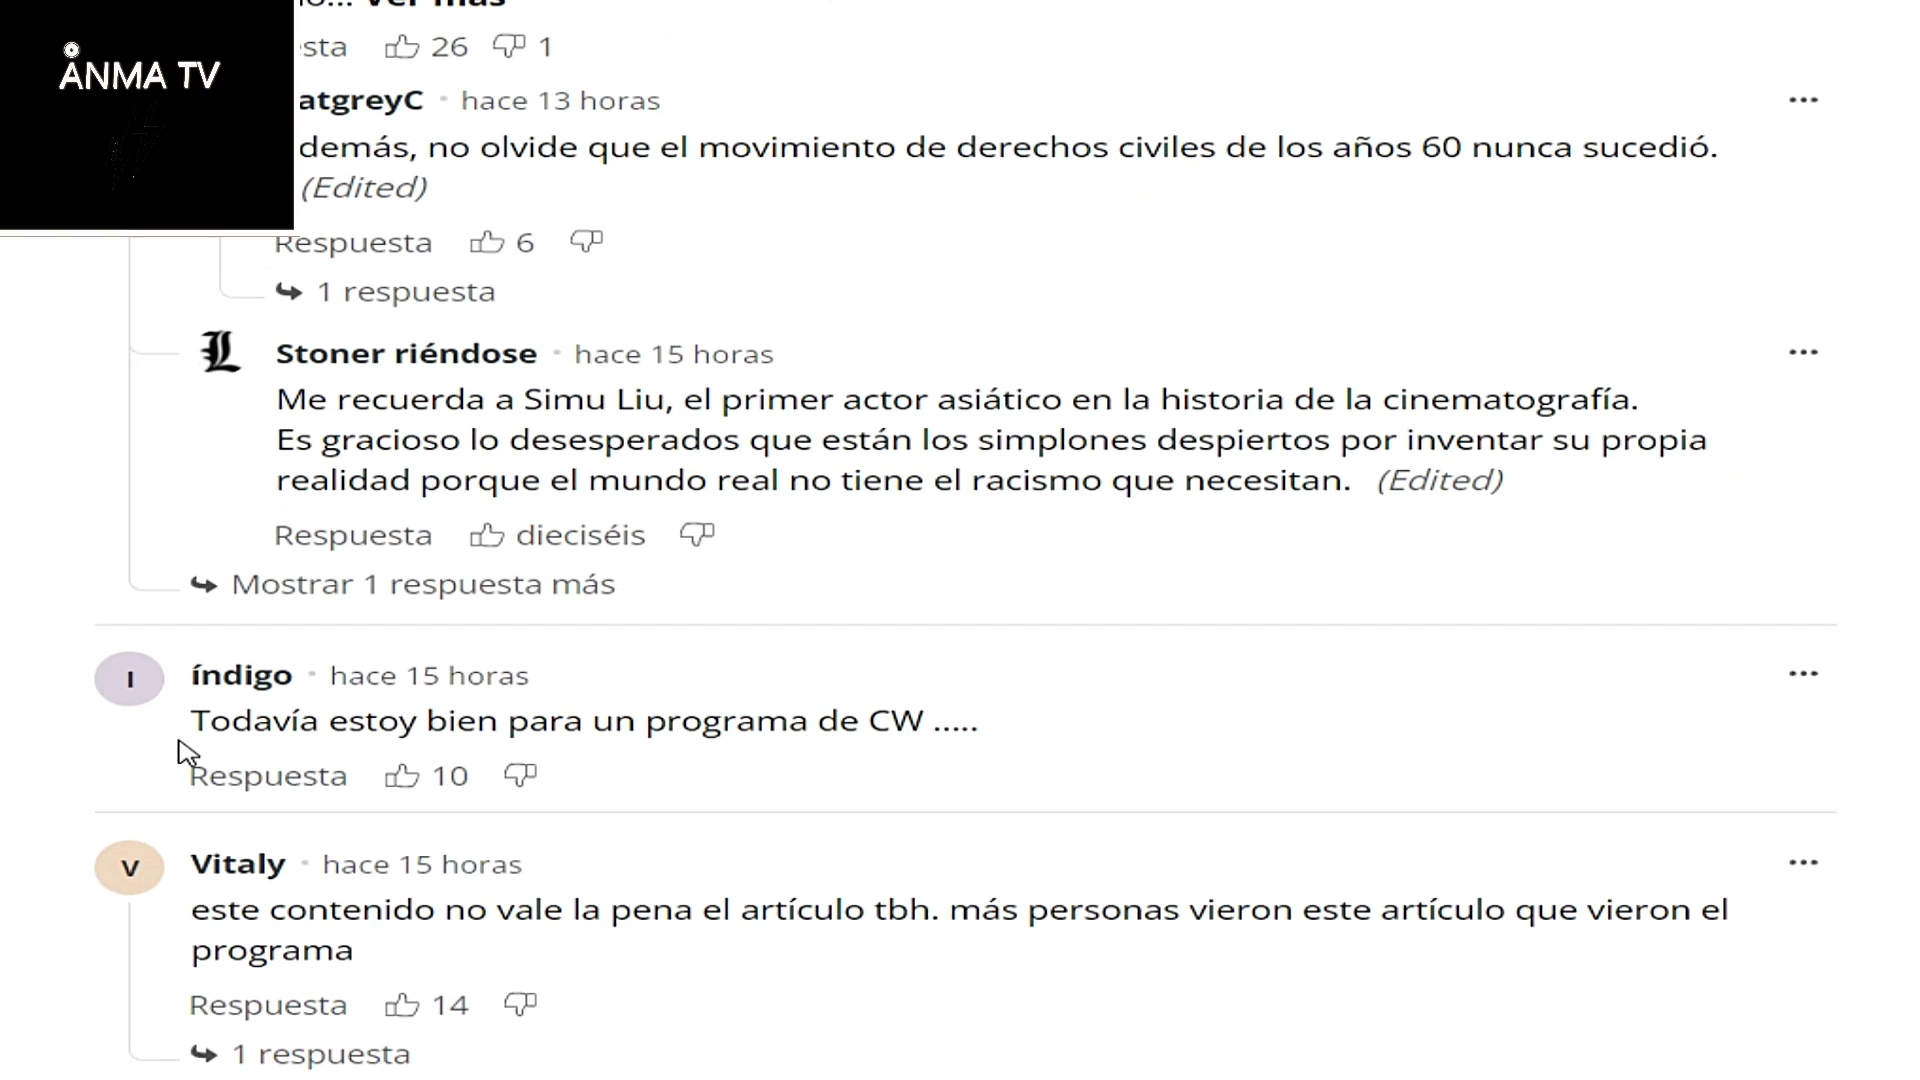 ANMA TV
Ver más
26 1
atgreyC · hace 13 horas
demás, no olvide que el movimiento de derechos civiles de los años 60 nunca sucedió.
(Edited)
Respuesta 6
1 respuesta
Stoner riéndose · hace 15 horas
Me recuerda a Simu Liu, el primer actor asiático en la historia de la cinematografía.
Es gracioso lo desesperados que están los simplones despiertos por inventar su propia
realidad porque el mundo real no tiene el racismo que necesitan. (Edited)
Respuesta dieciséis
Mostrar 1 respuesta más
I
índigo · hace 15 horas
Todavía estoy bien para un programa de CW .....
Respuesta 10
V
Vitaly · hace 15 horas
este contenido no vale la pena el artículo tbh. más personas vieron este artículo que vieron el
programa
Respuesta 14
1 respuesta